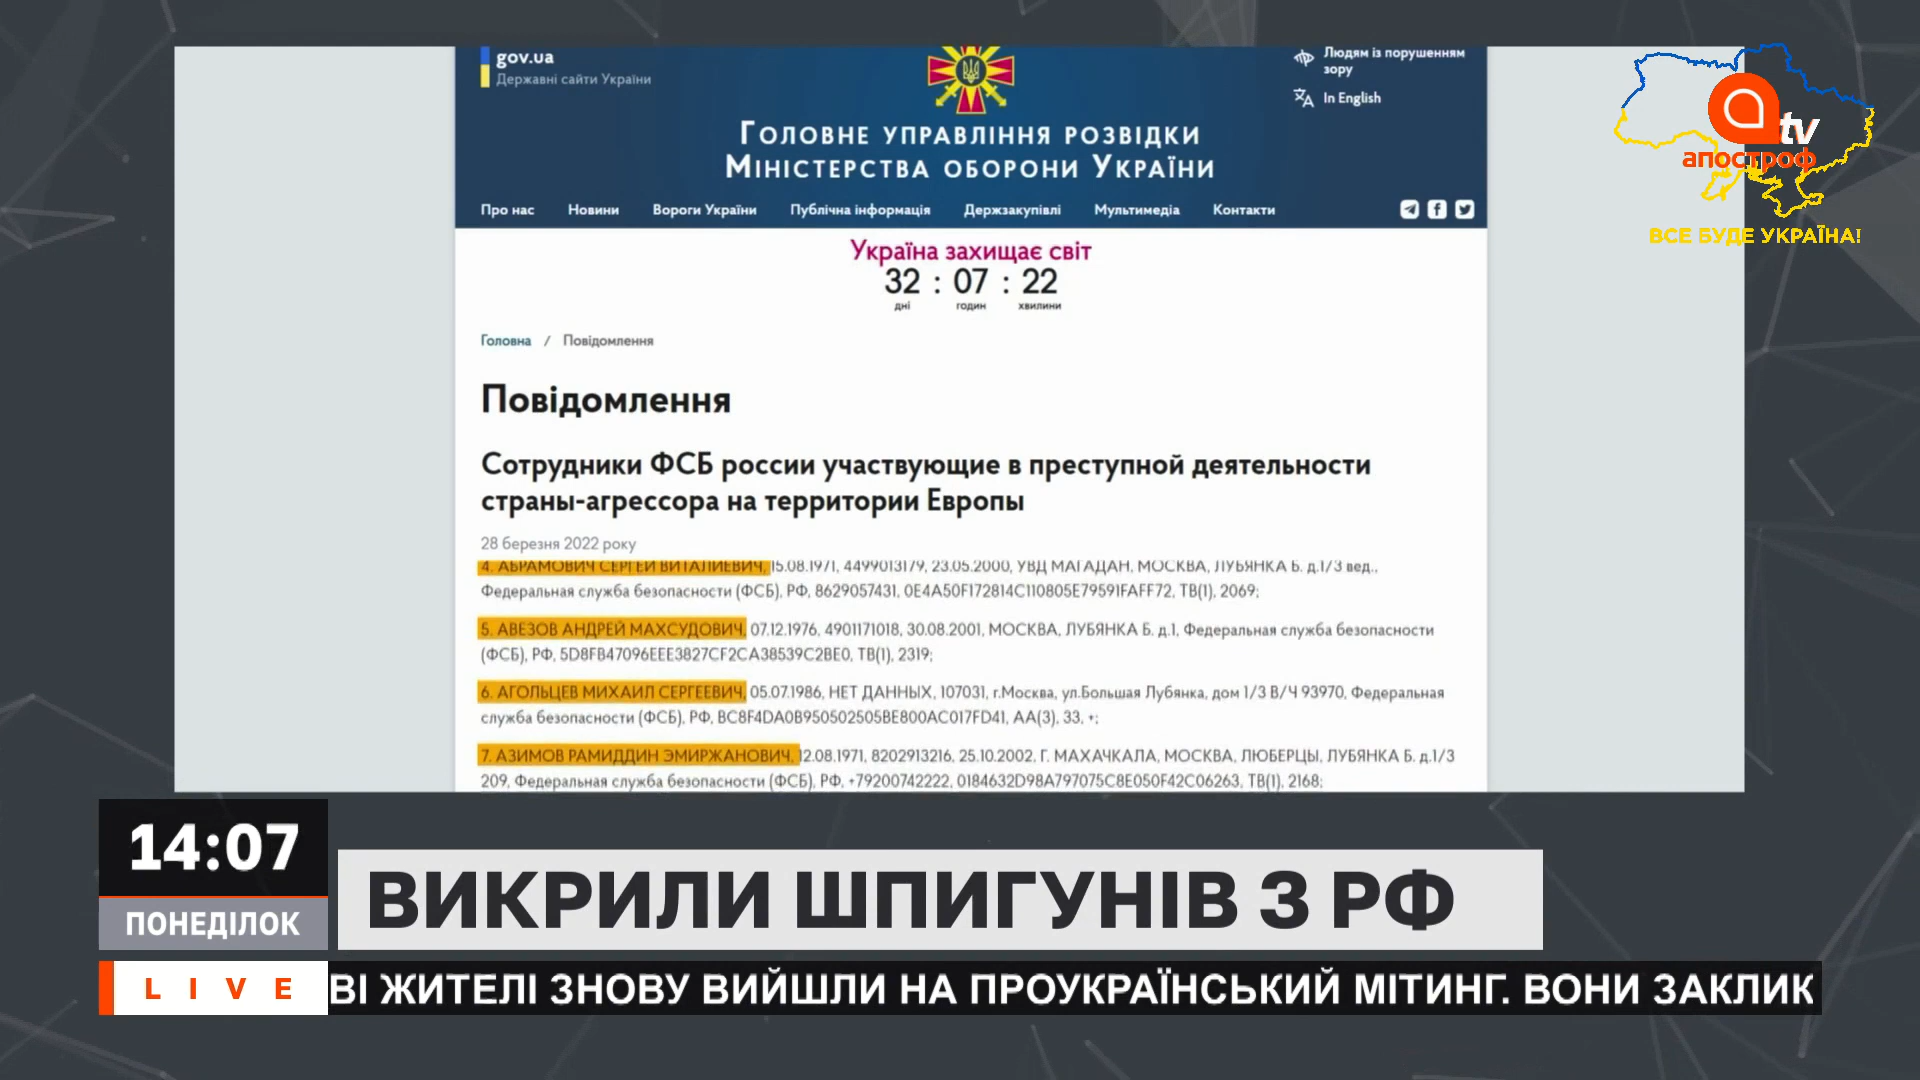 gov.ua
Державні сайти України
Людям із порушенням
зору
In English
ГОЛОВНЕ УПРАВЛІННЯ РОЗВІДКИ
МІНІСТЕРСТВА ОБОРОНИ УКРАЇНИ
tv
апостроф
ВСЕ БУДЕ УКРАЇНА!
Про нас Новини Вороги України Публічна інформація Держзакупівлі Мультимедіа Контакти
Україна захищає світ
32 : 07 : 22
дні годин хвилини
Головна / Повідомлення
Повідомлення
Сотрудники ФСБ россии участвующие в преступной деятельности
страны-агрессора на территории Европы
28 березня 2022 року
4. АБРАМОВИЧ СЕРГЕЙ ВИТАЛИЕВИЧ, 15.08.1971, 4499013179, 23.05.2000, УВД МАГАДАН, МОСКВА, ЛУБЯНКА Б. д.1/3 вед.,
Федеральная служба безопасности (ФСБ), РФ, 8629057431, 0E4A50F172814C110805E79591FAFF72, ТВ(1), 2069;
5. АВЕЗОВ АНДРЕЙ МАХСУДОВИЧ, 07.12.1976, 4901171018, 30.08.2001, МОСКВА, ЛУБЯНКА Б. д.1, Федеральная служба безопасности
(ФСБ), РФ, 5D8FB47096EEE3827CF2CA38539C2BE0, ТВ(1), 2319;
6. АГОЛЬЦЕВ МИХАИЛ СЕРГЕЕВИЧ, 05.07.1986, НЕТ ДАННЫХ, 107031, г.Москва, ул.Большая Лубянка, дом 1/3 В/Ч 93970, Федеральная
служба безопасности (ФСБ), РФ, BC8F4DA0B950502505BE800AC017FD41, АА(3), 33, +;
7. АЗИМОВ РАМИДДИН ЭМИРЖАНОВИЧ, 12.08.1971, 8202913216, 25.10.2002, Г. МАХАЧКАЛА, МОСКВА, ЛЮБЕРЦЫ, ЛУБЯНКА Б. д.1/3
209, Федеральная служба безопасности (ФСБ), РФ, +79200742222, 0184632D98A797075C8E050F42C06263, ТВ(1), 2168;
14:07
ПОНЕДІЛОК
ВИКРИЛИ ШПИГУНІВ З РФ
LIVE
ВІ ЖИТЕЛІ ЗНОВУ ВИЙШЛИ НА ПРОУКРАЇНСЬКИЙ МІТИНГ. ВОНИ ЗАКЛИК